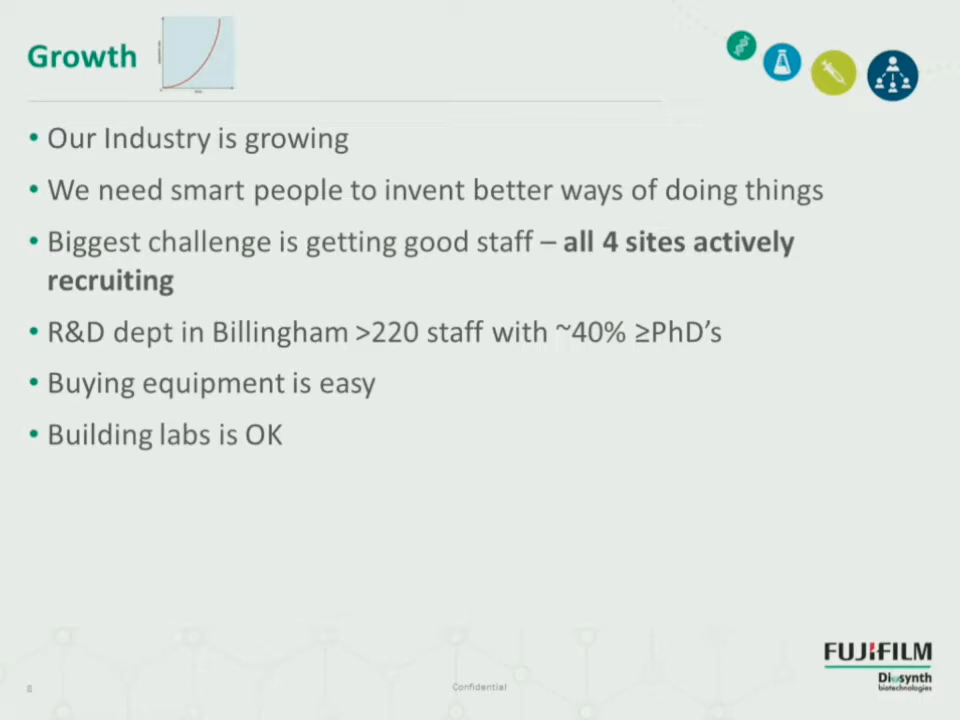 Growth
• Our Industry is growing
• We need smart people to invent better ways of doing things
• Biggest challenge is getting good staff – all 4 sites actively
recruiting
• R&D dept in Billingham >220 staff with ~40% ≥PhD’s
• Buying equipment is easy
• Building labs is OK
8
Confidential
FUJIFILM
Diosynth
biotechnologies